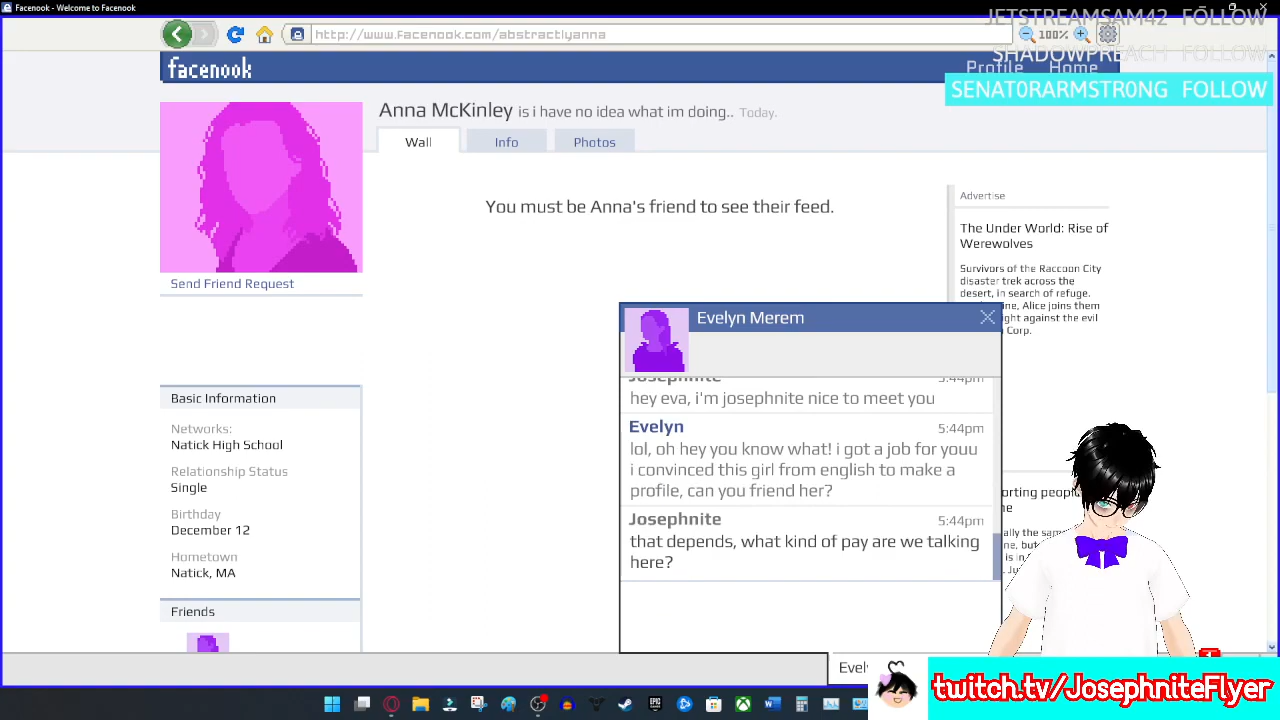 Facenook - Welcome to Facenook
JETSTREAMSAM42 FOLLOW
http://www.facenook.com/abstractlyanna
100%
SHADOWPREACH FOLLOW
facenook
Profile Home
SENAT0RARMSTR0NG FOLLOW
Anna McKinley is i have no idea what im doing.. Today.
Wall Info Photos
You must be Anna's friend to see their feed.
Send Friend Request
Basic Information
Networks:
Natick High School
Relationship Status
Single
Birthday
December 12
Hometown
Natick, MA
Friends
Advertise
The Under World: Rise of
Werewolves
Survivors of the Raccoon City
disaster trek across the
desert, in search of refuge.
Alice joins them
against the evil
Corp.
Evelyn Merem
Josephnite 5:44pm
hey eva, i'm josephnite nice to meet you
Evelyn 5:44pm
lol, oh hey you know what! i got a job for youu
i convinced this girl from english to make a
profile, can you friend her?
Josephnite 5:44pm
that depends, what kind of pay are we talking
here?
Evel
twitch.tv/JosephniteFlyer